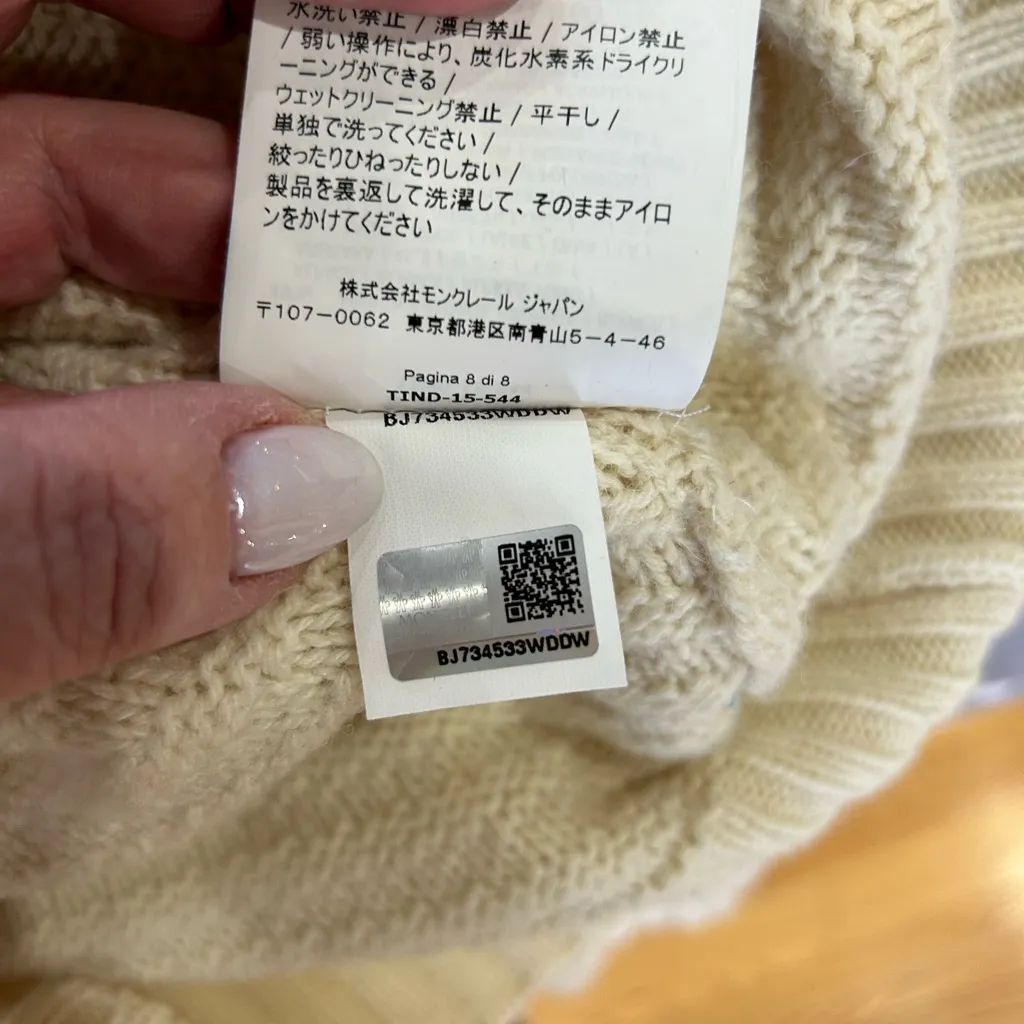 水洗い禁止 / 漂白禁止 / アイロン禁止
/ 弱い操作により、炭化水素系ドライクリ
ーニングができる /
ウェットクリーニング禁止 / 平干し /
単独で洗ってください /
絞ったりひねったりしない /
製品を裏返して洗濯して、そのままアイロ
ンをかけてください
株式会社モンクレール ジャパン
〒107-0062 東京都港区南青山5-4-46
Pagina 8 di 8
TIND-15-544
BJ734533WDDW
BJ734533WDDW